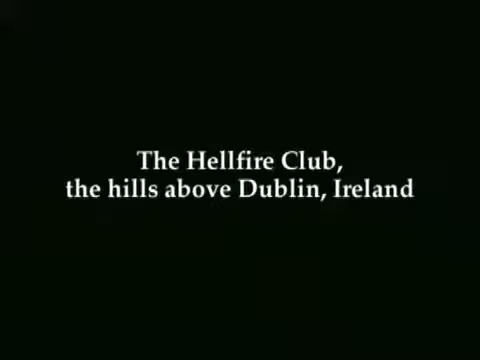 The Hellfire Club,
the hills above Dublin, Ireland